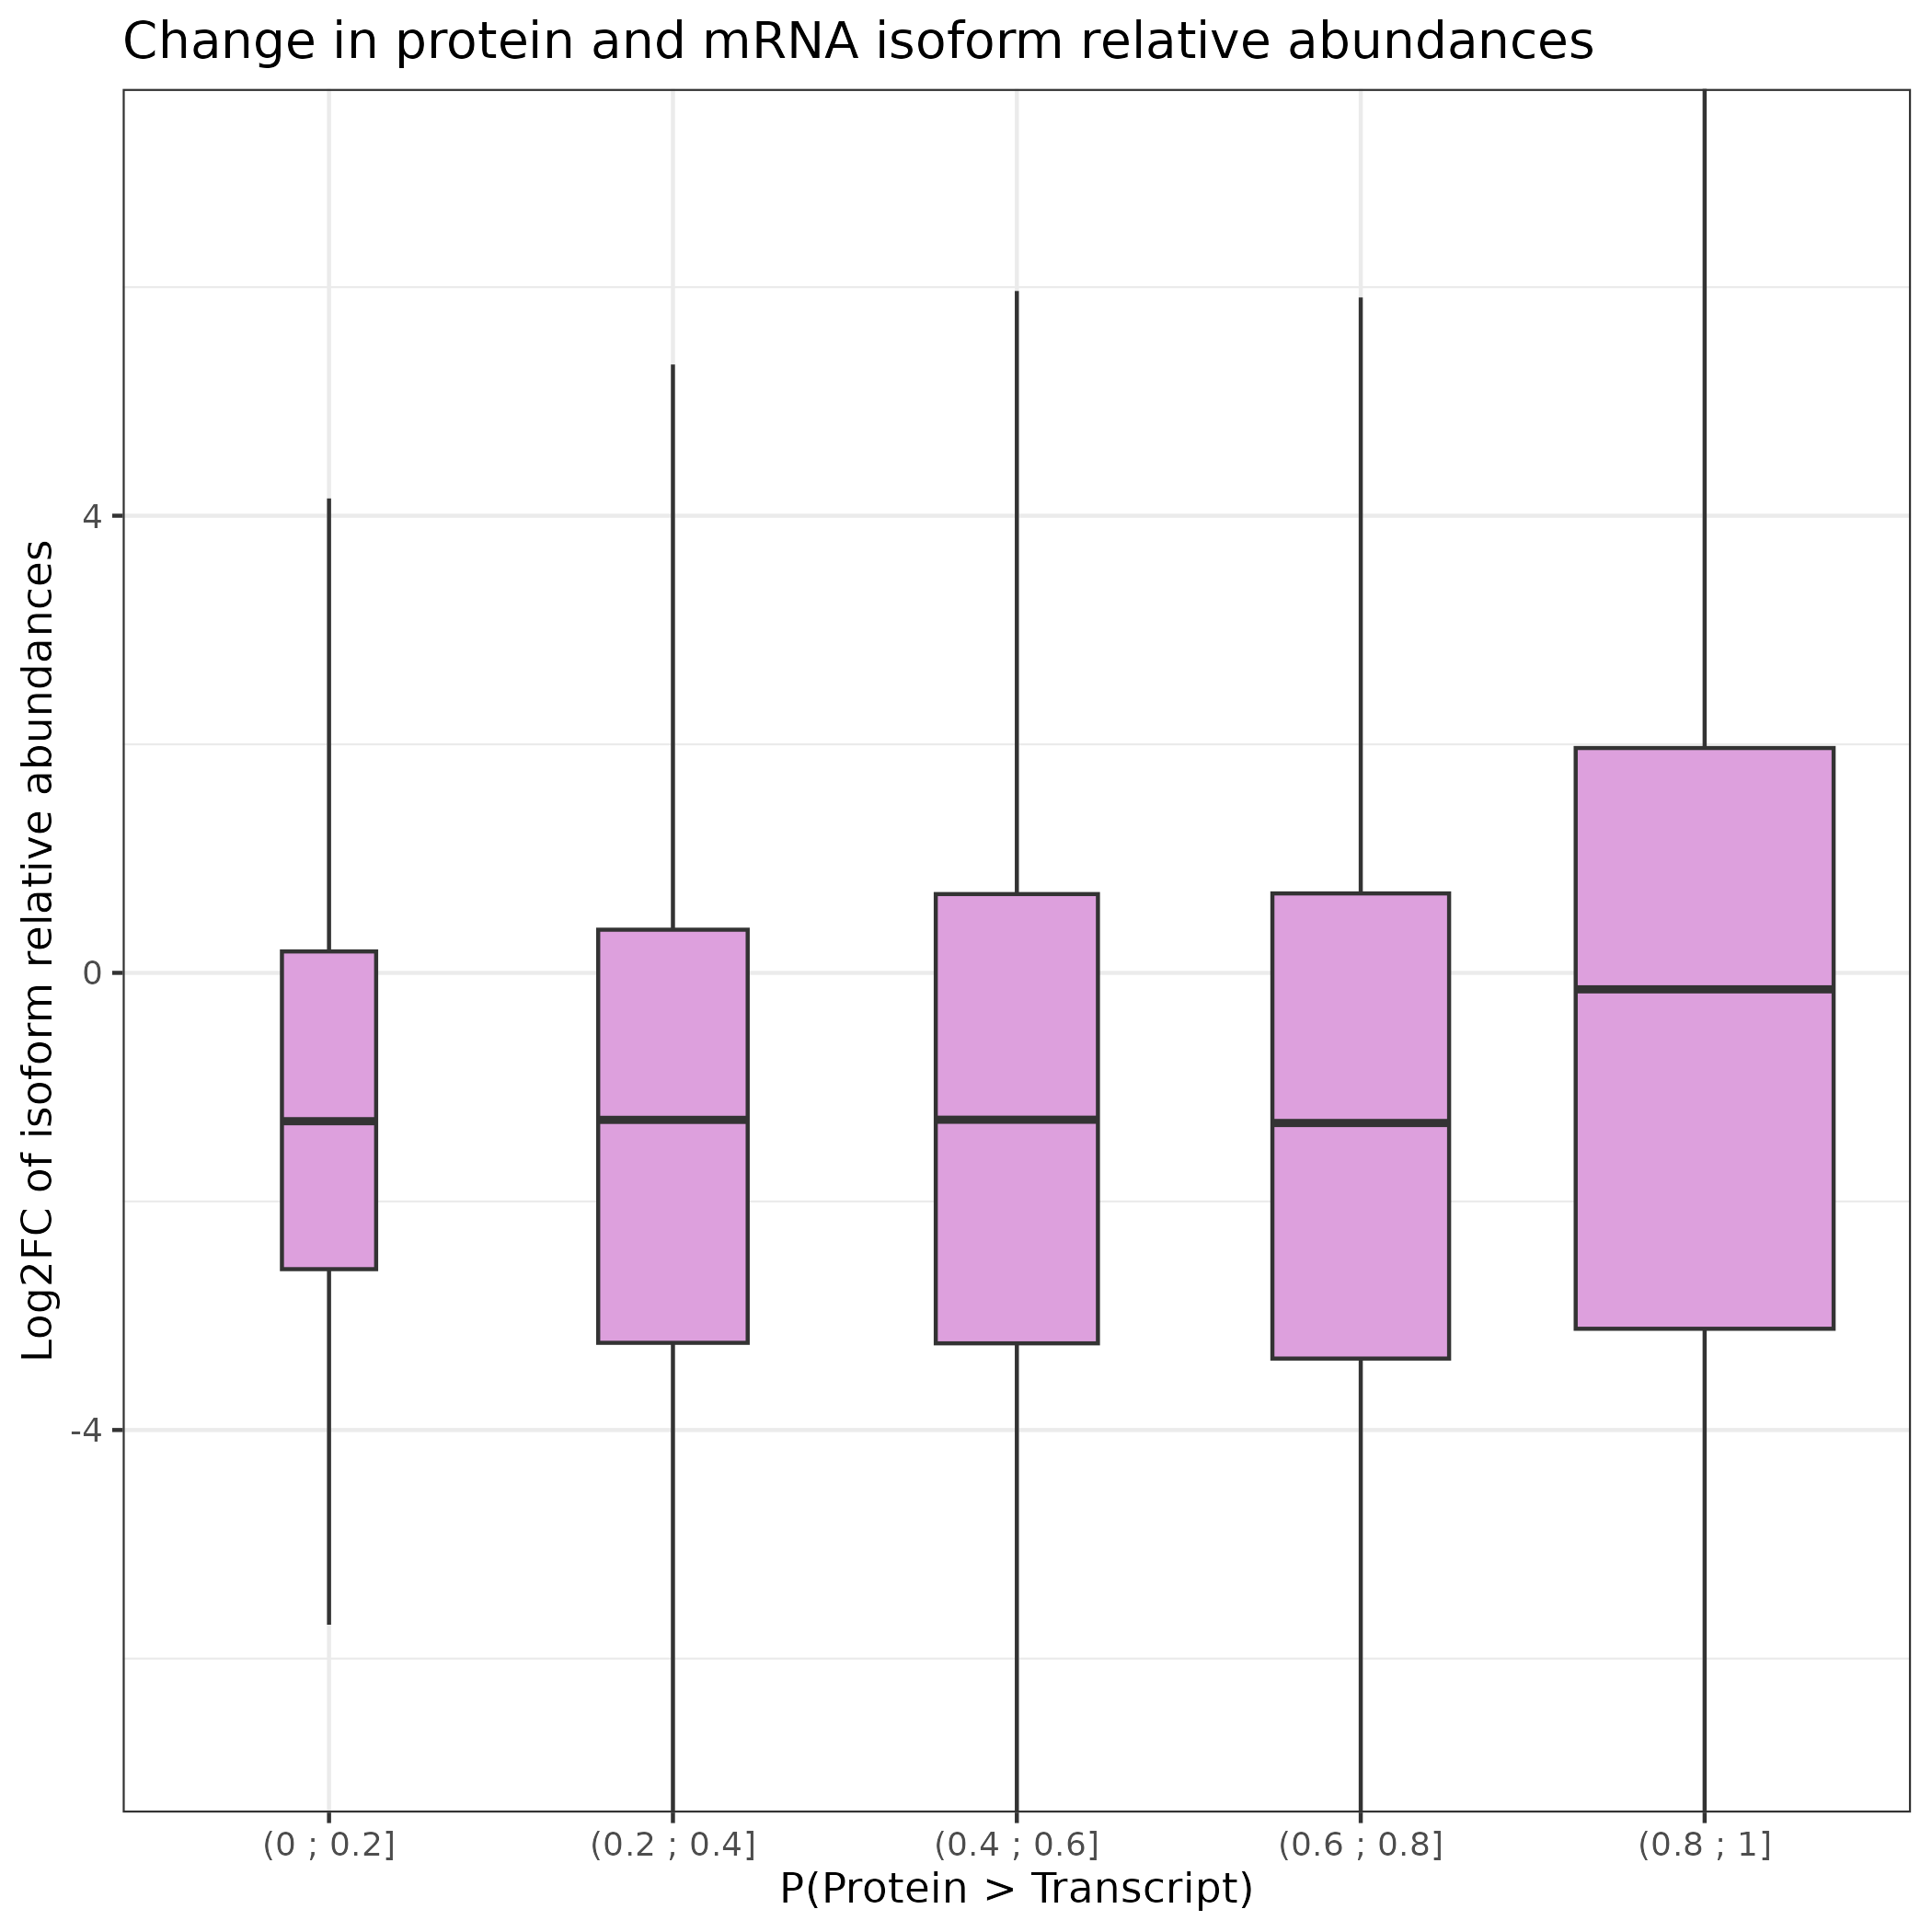 Change in protein and mRNA isoform relative abundances
Log2FC of isoform relative abundances
4
0
-4
(0 ; 0.2]
(0.2 ; 0.4]
(0.4 ; 0.6]
(0.6 ; 0.8]
(0.8 ; 1]
P(Protein > Transcript)